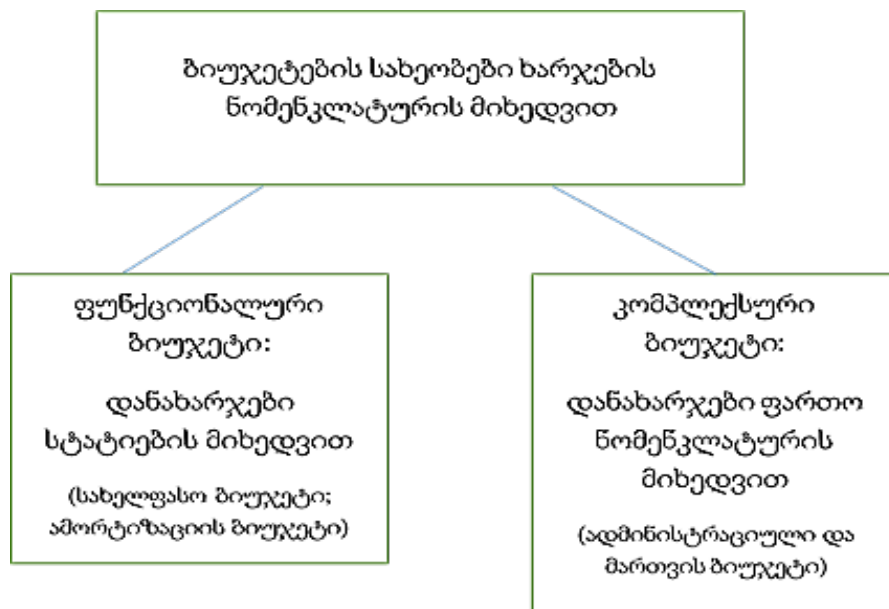 ბიუჯეტების სახეობები ხარჯების
ნომენკლატურის მიხედვით
ფუნქციონალური
ბიუჯეტი:
დანახარჯები
სტატიების მიხედვით
(სახელფასო ბიუჯეტი;
ამორტიზაციის ბიუჯეტი)
კომპლექსური
ბიუჯეტი:
დანახარჯები ფართო
ნომენკლატურის
მიხედვით
(ადმინისტრაციული და
მართვის ბიუჯეტი)